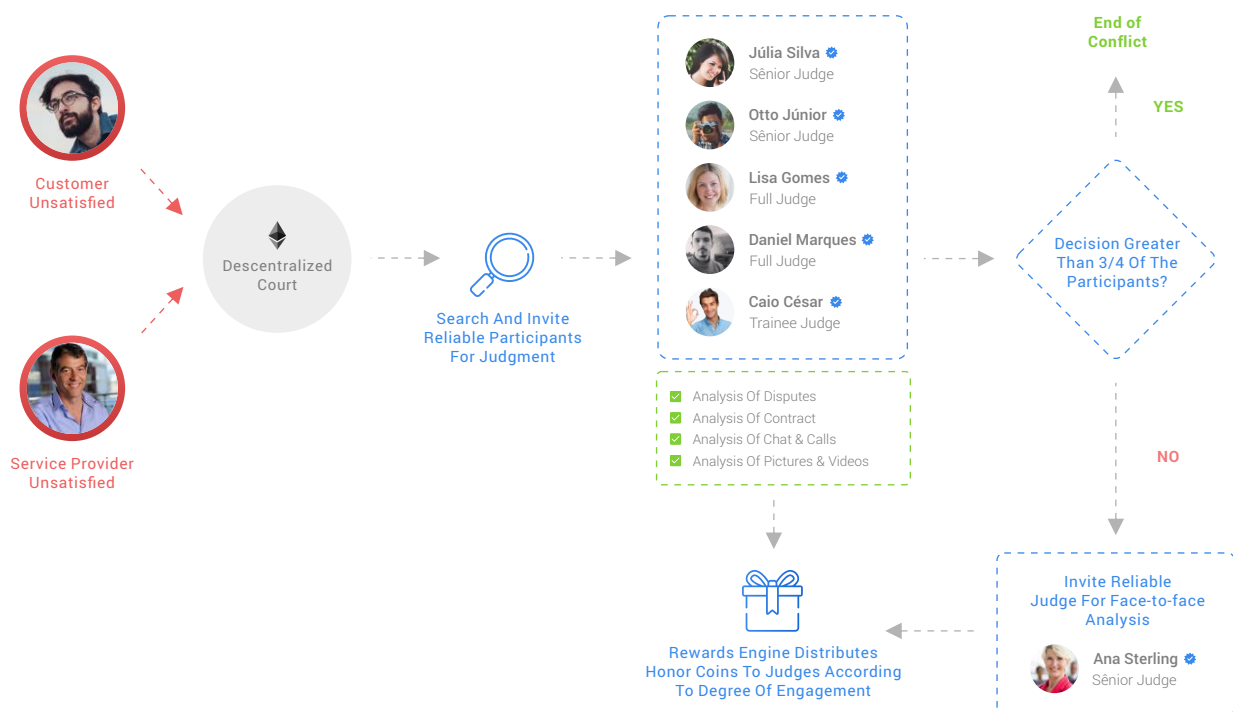 Customer
Unsatisfied
Service Provider
Unsatisfied
Descentralized
Court
Search And Invite
Reliable Participants
For Judgment
Júlia Silva
Sênior Judge
Otto Júnior
Sênior Judge
Lisa Gomes
Full Judge
Daniel Marques
Full Judge
Caio César
Trainee Judge
Analysis Of Disputes
Analysis Of Contract
Analysis Of Chat & Calls
Analysis Of Pictures & Videos
Rewards Engine Distributes
Honor Coins To Judges According
To Degree Of Engagement
End of
Conflict
YES
Decision Greater
Than 3/4 Of The
Participants?
NO
Invite Reliable
Judge For Face-to-face
Analysis
Ana Sterling
Sênior Judge